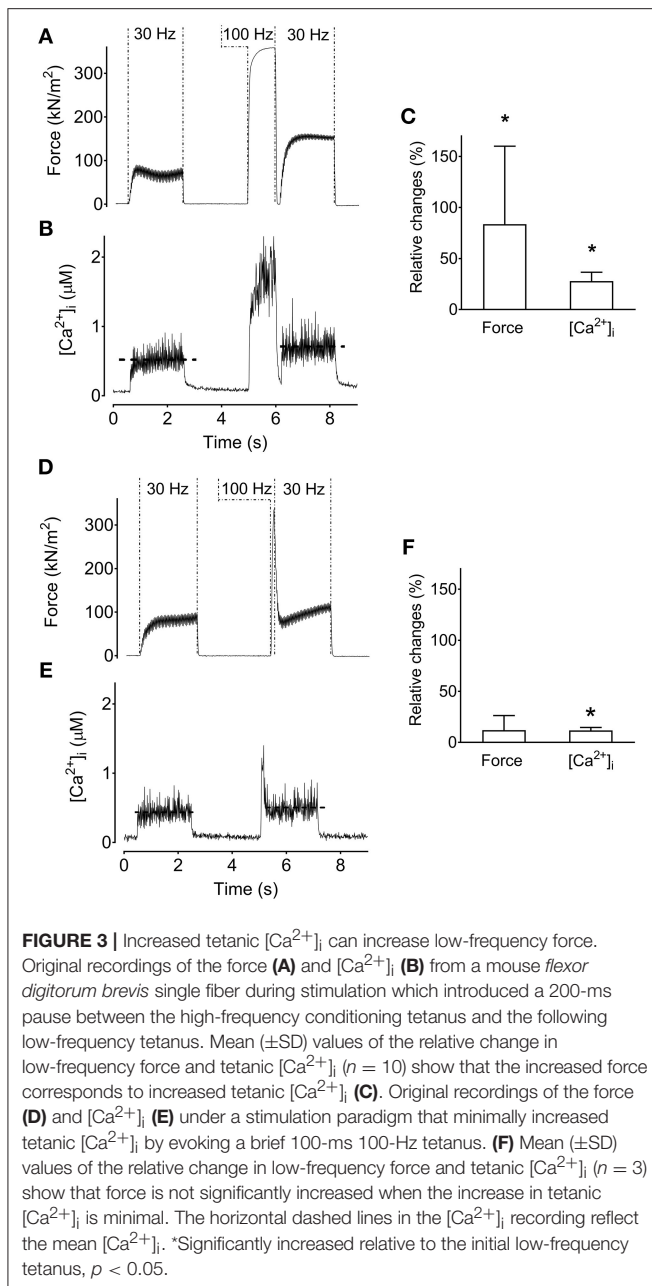 A
30 Hz
100 Hz
30 Hz
Force (kN/m²)
300
200
100
0
B
[Ca²⁺]ᵢ (μM)
2
1
0
0 2 4 6 8
Time (s)
C
*
*
Relative changes (%)
150
100
50
0
Force [Ca²⁺]ᵢ
D
30 Hz
100 Hz
30 Hz
Force (kN/m²)
300
200
100
0
E
[Ca²⁺]ᵢ (μM)
2
1
0
0 2 4 6 8
Time (s)
F
*
Relative changes (%)
150
100
50
0
Force [Ca²⁺]ᵢ
FIGURE 3 | Increased tetanic [Ca²⁺]ᵢ can increase low-frequency force.
Original recordings of the force (A) and [Ca²⁺]ᵢ (B) from a mouse flexor
digitorum brevis single fiber during stimulation which introduced a 200-ms
pause between the high-frequency conditioning tetanus and the following
low-frequency tetanus. Mean (±SD) values of the relative change in
low-frequency force and tetanic [Ca²⁺]ᵢ (n = 10) show that the increased force
corresponds to increased tetanic [Ca²⁺]ᵢ (C). Original recordings of the force
(D) and [Ca²⁺]ᵢ (E) under a stimulation paradigm that minimally increased
tetanic [Ca²⁺]ᵢ by evoking a brief 100-ms 100-Hz tetanus. (F) Mean (±SD)
values of the relative change in low-frequency force and tetanic [Ca²⁺]ᵢ (n = 3)
show that force is not significantly increased when the increase in tetanic
[Ca²⁺]ᵢ is minimal. The horizontal dashed lines in the [Ca²⁺]ᵢ recording reflect
the mean [Ca²⁺]ᵢ. *Significantly increased relative to the initial low-frequency
tetanus, p < 0.05.